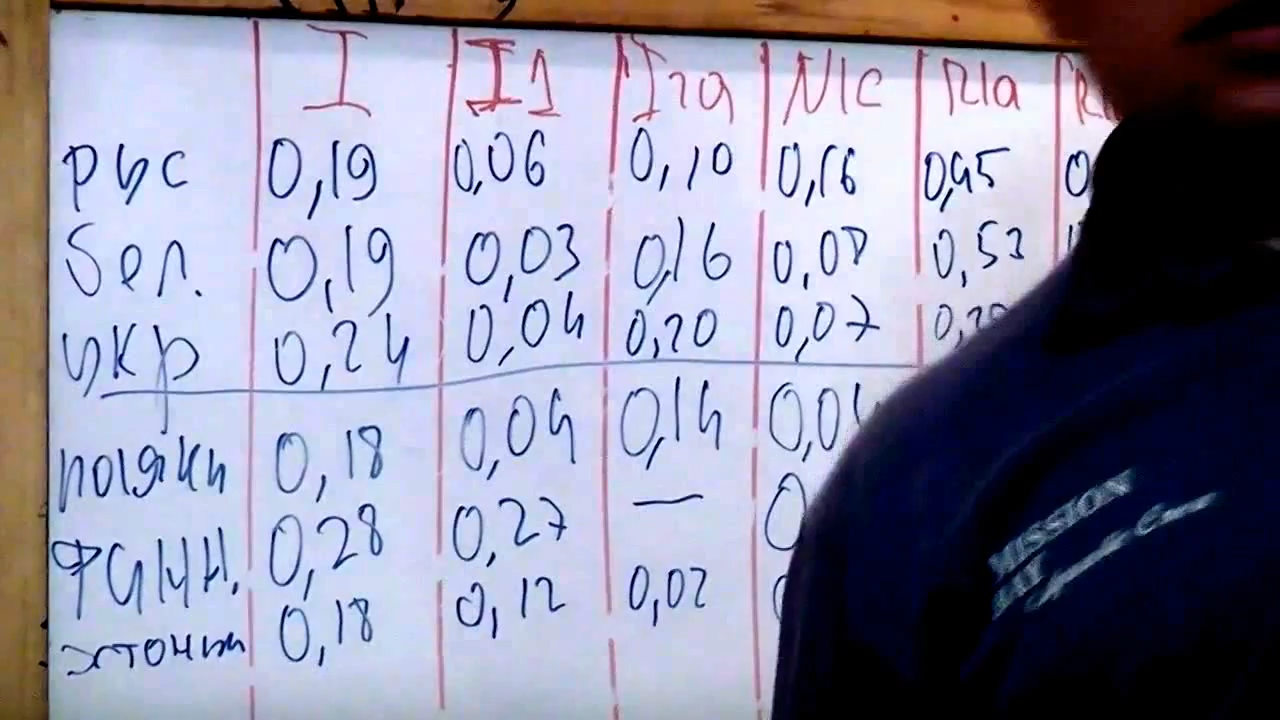 I I1 I2a N1c R1a
рус 0,19 0,06 0,10 0,16 0,45
бел. 0,19 0,03 0,16 0,08 0,53
укр 0,24 0,04 0,20 0,07
поляки 0,18 0,04 0,14
финн. 0,28 0,27 —
эстонцы 0,18 0,12 0,02
MISSION